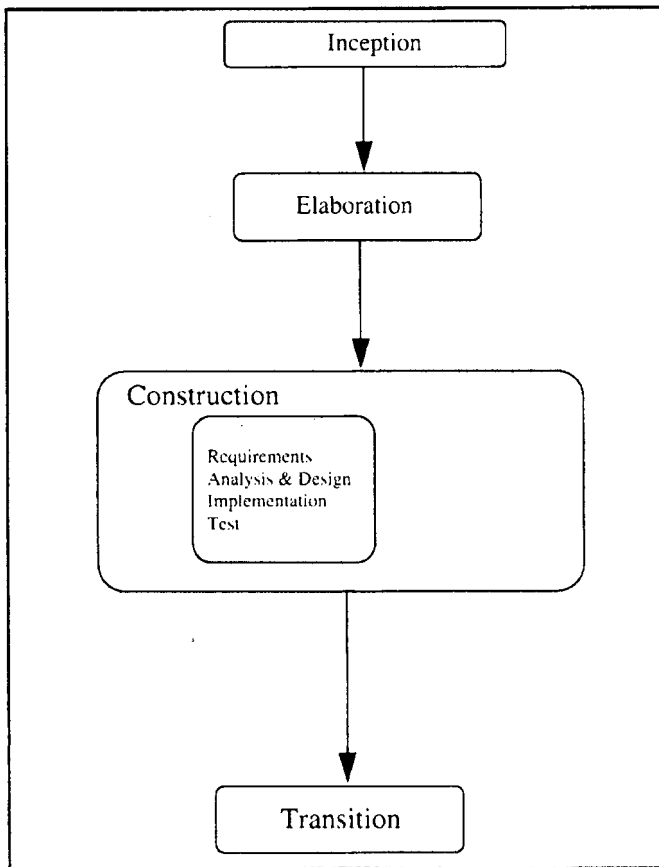 Inception
Elaboration
Construction
Requirements
Analysis & Design
Implementation
Test
Transition